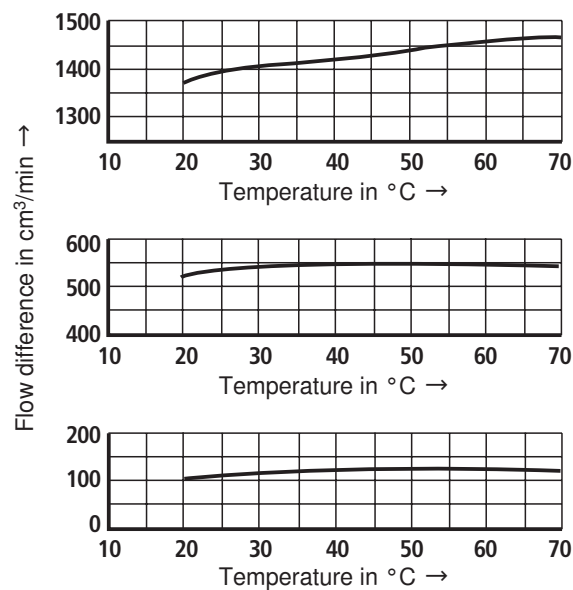 Flow difference in cm³/min →
1500
1400
1300
10 20 30 40 50 60 70
Temperature in °C →
600
500
400
10 20 30 40 50 60 70
Temperature in °C →
200
100
0
10 20 30 40 50 60 70
Temperature in °C →